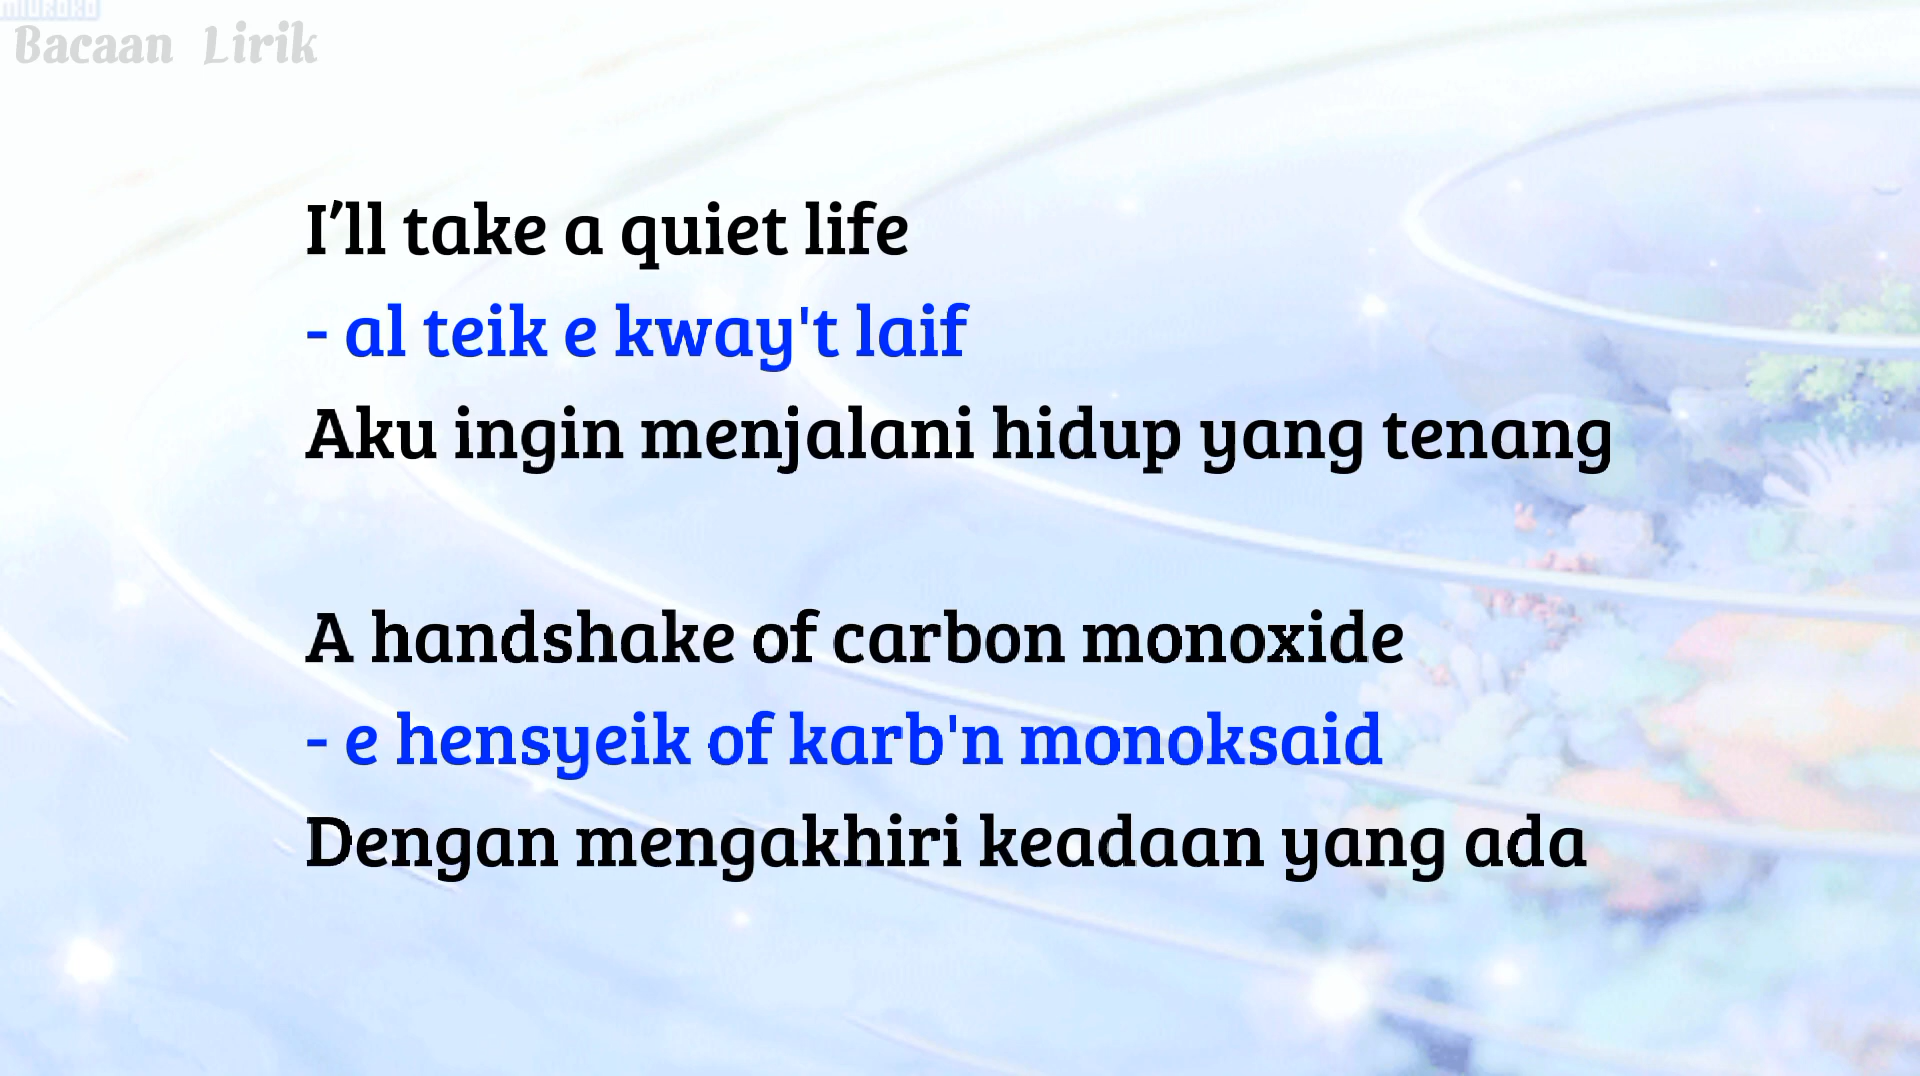 MIUROKO
Bacaan Lirik
I’ll take a quiet life
- al teik e kway't laif
Aku ingin menjalani hidup yang tenang
A handshake of carbon monoxide
- e hensyeik of karb'n monoksaid
Dengan mengakhiri keadaan yang ada